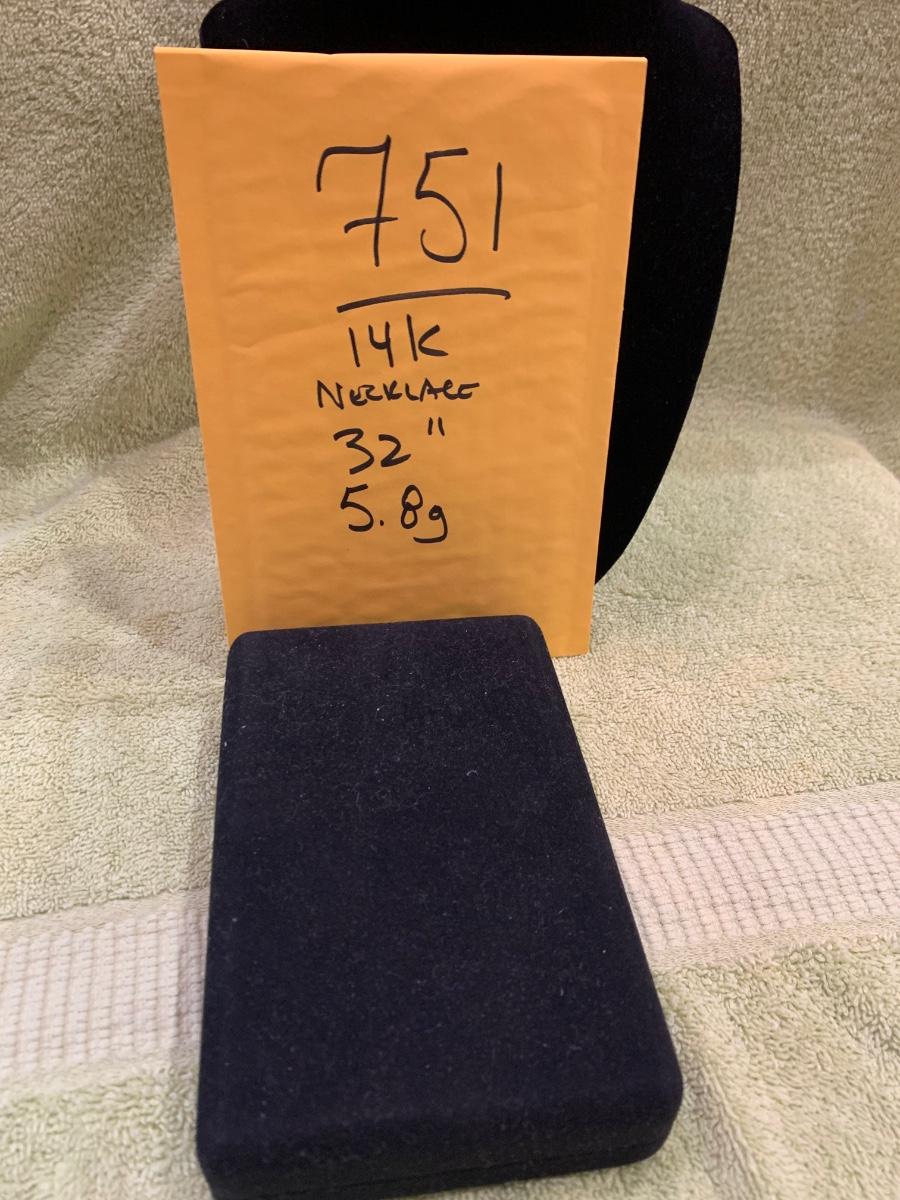 751
14K
NECKLACE
32"
5.8g